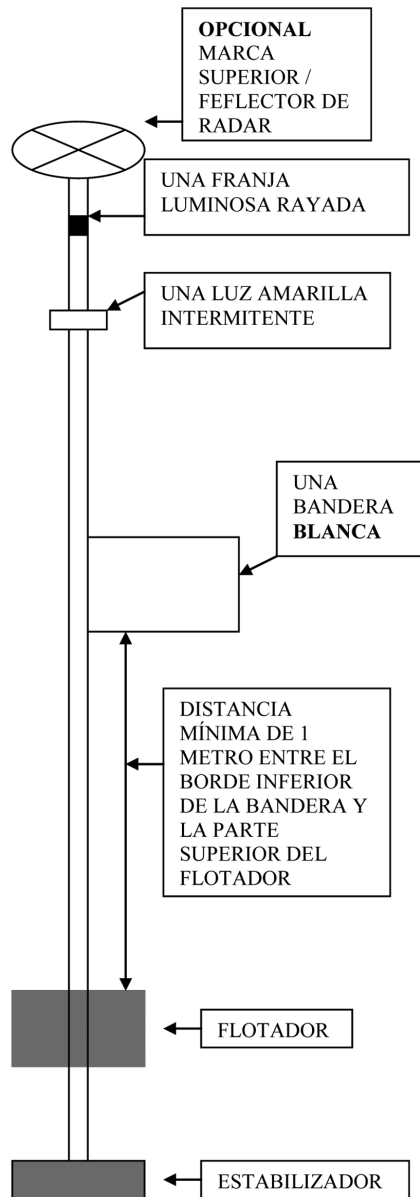 OPCIONAL
MARCA
SUPERIOR /
FEFLECTOR DE
RADAR
UNA FRANJA
LUMINOSA RAYADA
UNA LUZ AMARILLA
INTERMITENTE
UNA
BANDERA
BLANCA
DISTANCIA
MÍNIMA DE 1
METRO ENTRE EL
BORDE INFERIOR
DE LA BANDERA Y
LA PARTE
SUPERIOR DEL
FLOTADOR
FLOTADOR
ESTABILIZADOR